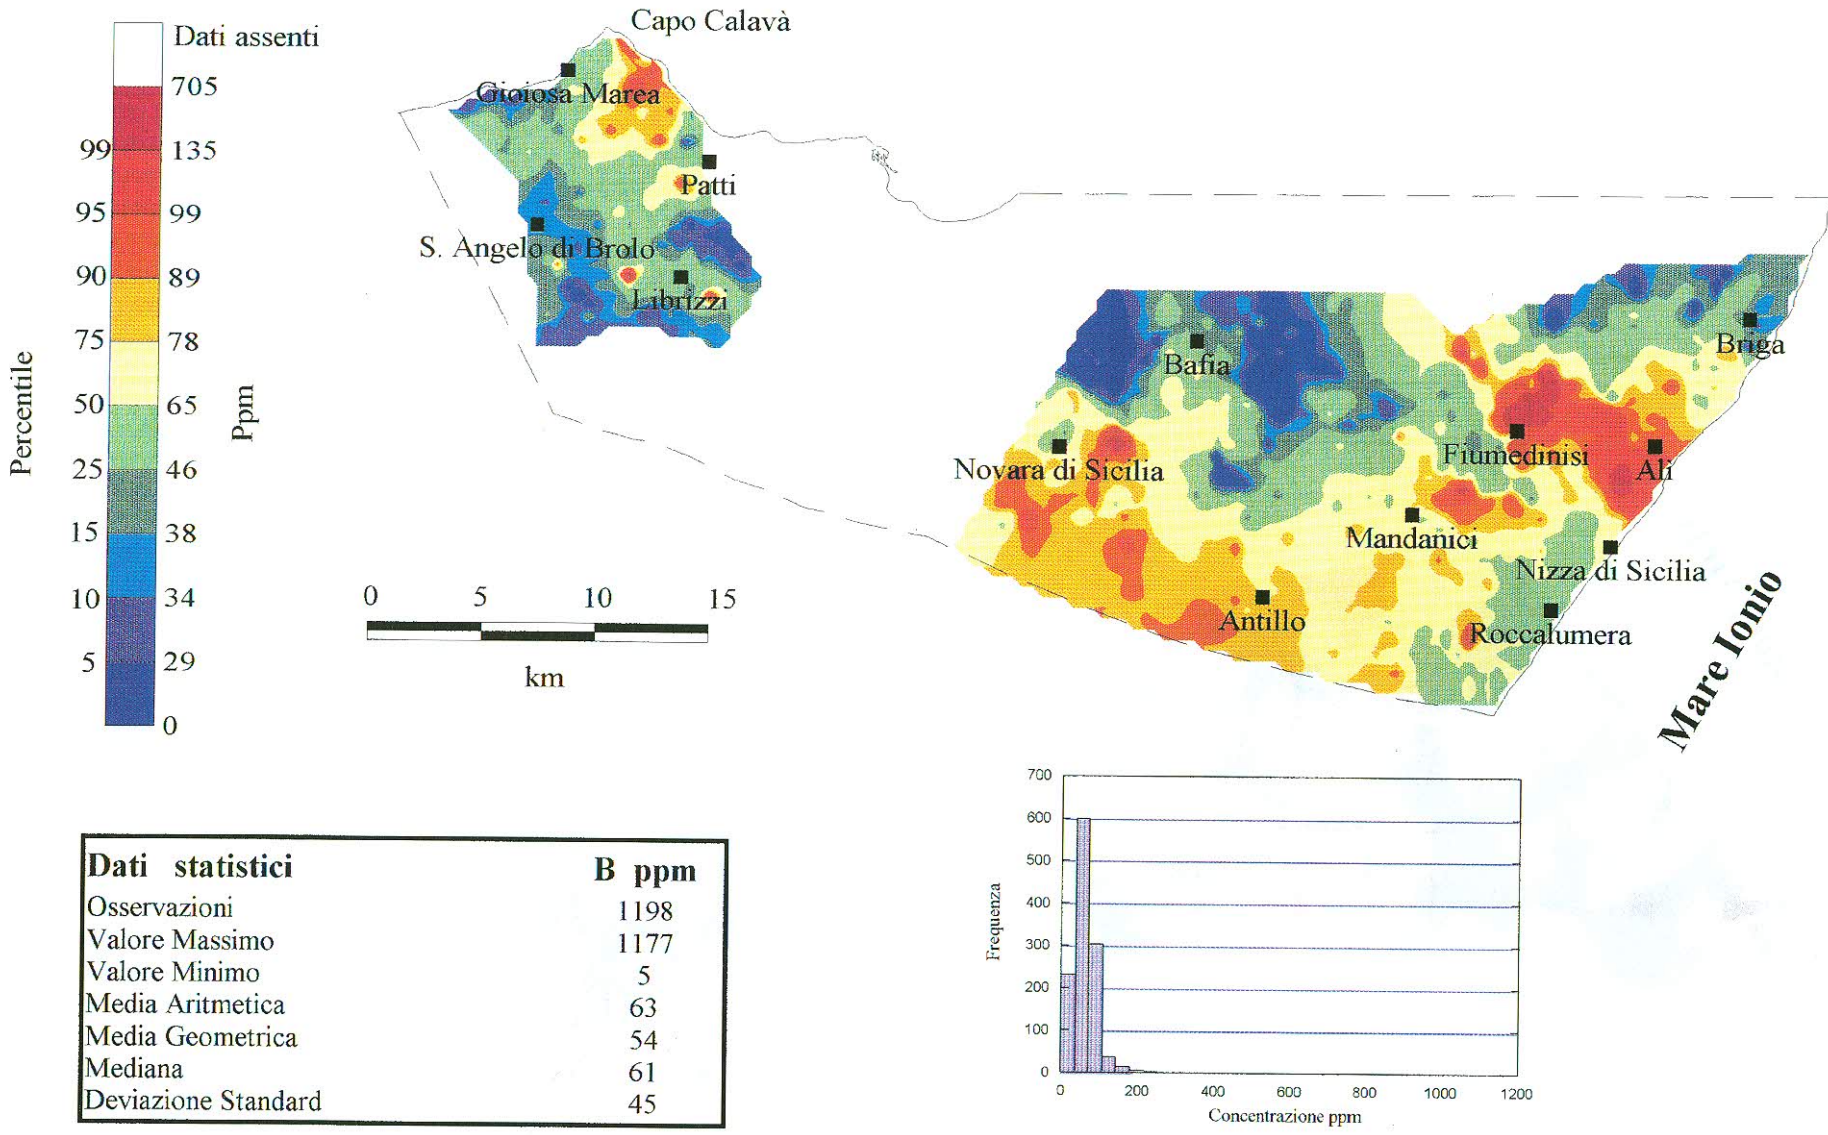 Capo Calavà
Dati assenti
705
99 135
95 99
90 89
75 78
50 65
25 46
15 38
10 34
5 29
0
Percentile
Ppm
Gioiosa Marea
Patti
S. Angelo di Brolo
Librizzi
Bafia
Briga
Novara di Sicilia
Fiumedinisi
Alì
Mandanici
Nizza di Sicilia
Antillo
Roccalumera
Mare Ionio
0 5 10 15
km
Dati statistici B ppm
Osservazioni 1198
Valore Massimo 1177
Valore Minimo 5
Media Aritmetica 63
Media Geometrica 54
Mediana 61
Deviazione Standard 45
700
600
500
400
300
200
100
0
Frequenza
0 200 400 600 800 1000 1200
Concentrazione ppm